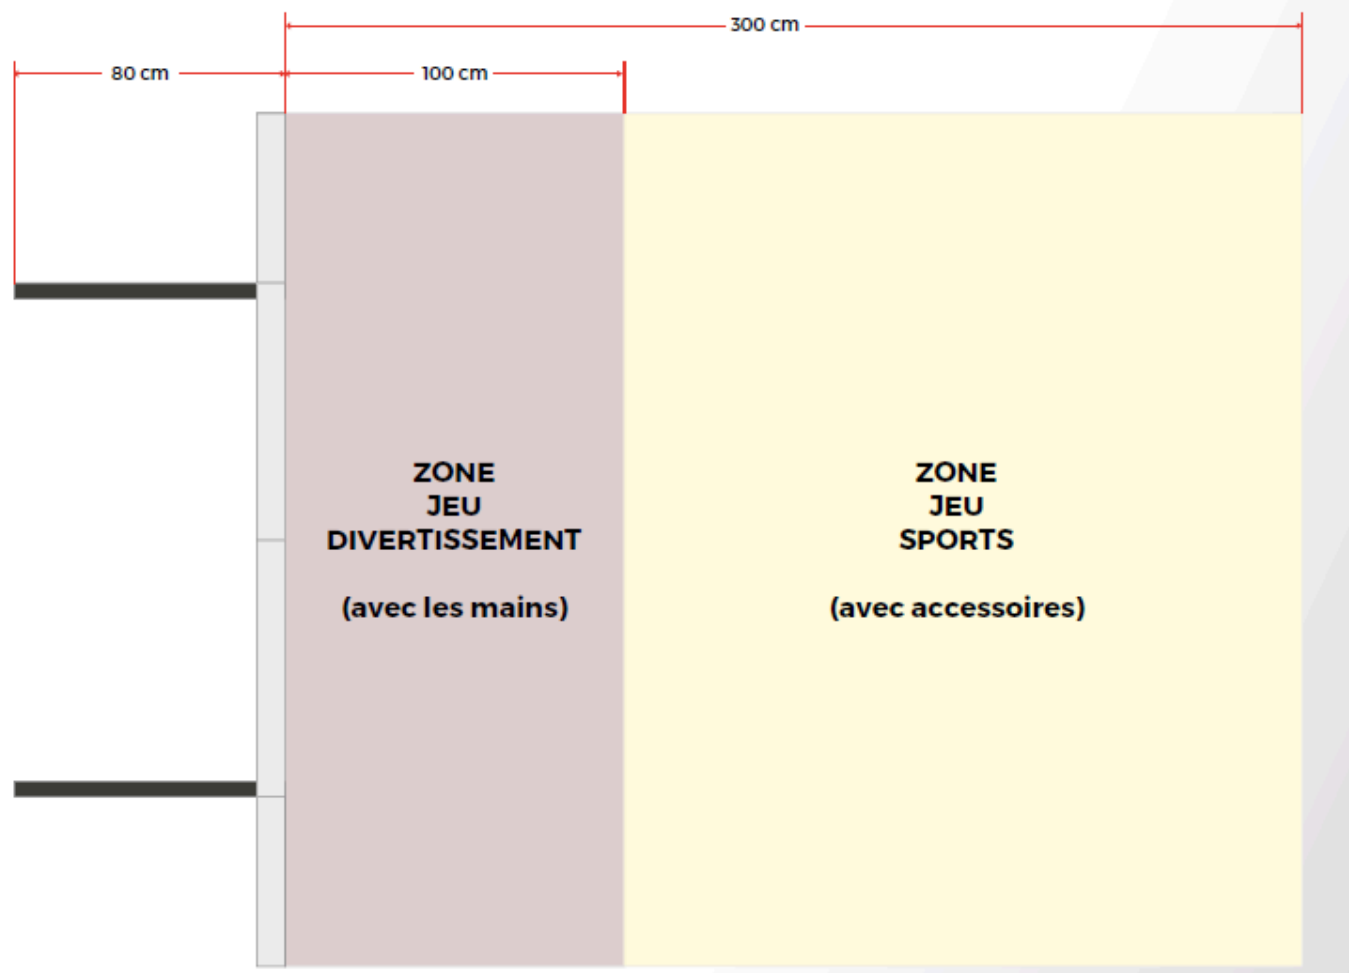 300 cm
80 cm
100 cm
ZONE
JEU
DIVERTISSEMENT
(avec les mains)
ZONE
JEU
SPORTS
(avec accessoires)